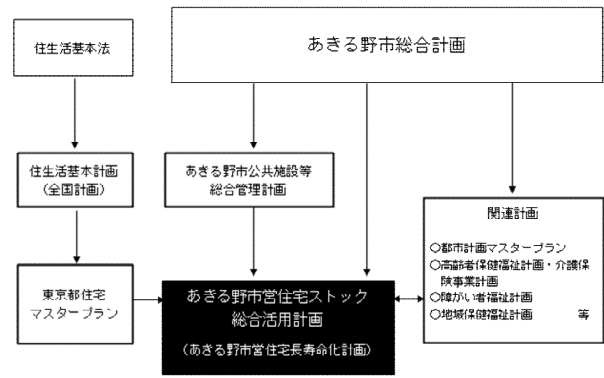 住生活基本法
あきる野市総合計画
住生活基本計画
（全国計画）
あきる野市公共施設等
総合管理計画
関連計画
○都市計画マスタープラン
○高齢者保健福祉計画・介護保
険事業計画
○障がい者福祉計画
○地域保健福祉計画　　　等
東京都住宅
マスタープラン
あきる野市営住宅ストック
総合活用計画
（あきる野市営住宅長寿命化計画）